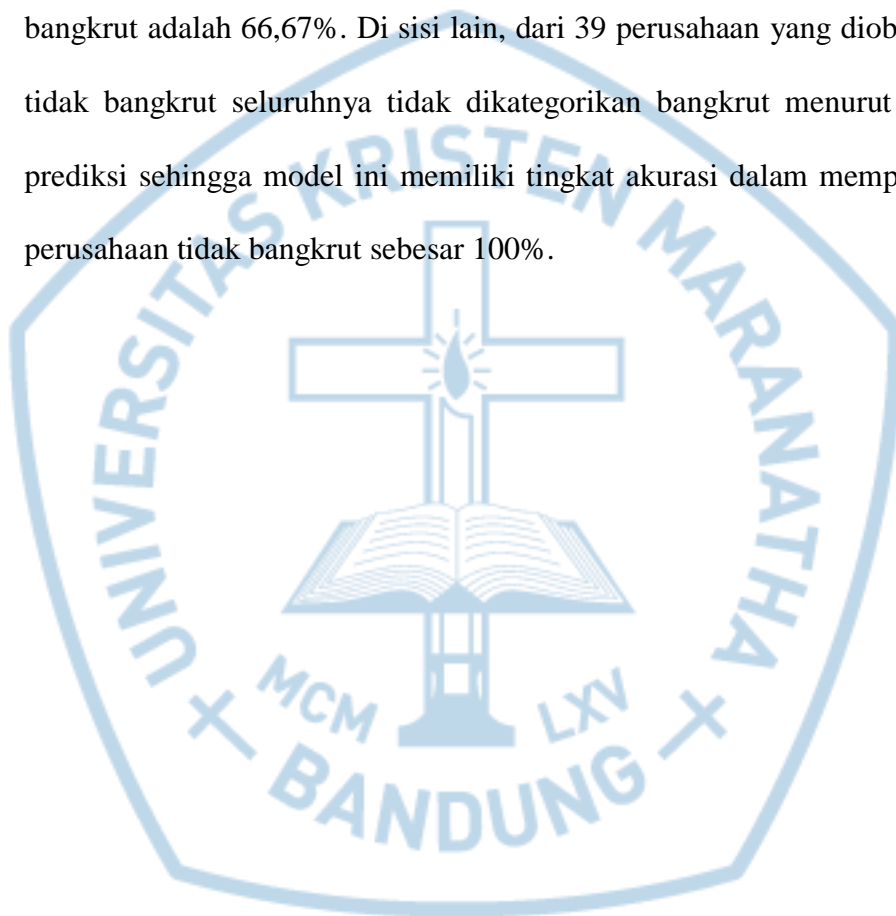 bangkrut adalah 66,67%. Di sisi lain, dari 39 perusahaan yang diob
tidak bangkrut seluruhnya tidak dikategorikan bangkrut menurut
prediksi sehingga model ini memiliki tingkat akurasi dalam memp
perusahaan tidak bangkrut sebesar 100%.
UNIVERSITAS KRISTEN MARANATHA
MCM LXV
BANDUNG